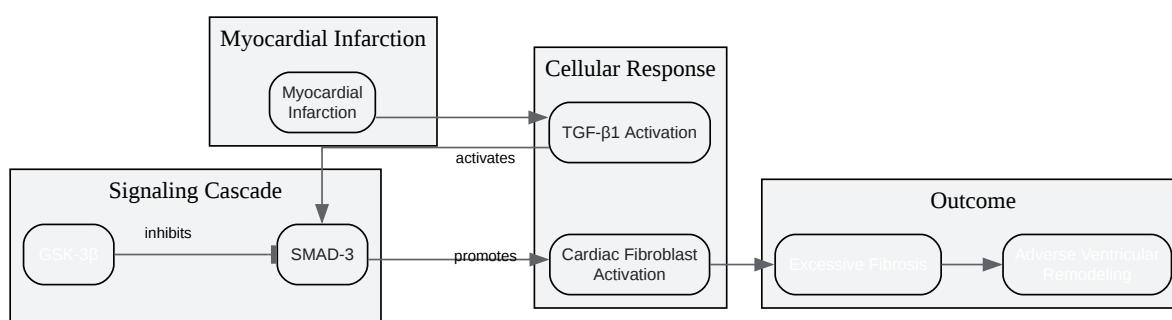 Myocardial Infarction
Myocardial
Infarction
Cellular Response
TGF-β1 Activation
activates
Signaling Cascade
GSK-3β
inhibits
SMAD-3
promotes
Cardiac Fibroblast
Activation
Outcome
Excessive Fibrosis
Adverse Ventricular
Remodeling